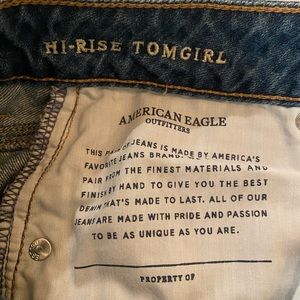 HI-RISE TOMGIRL
AMERICAN EAGLE
OUTFITTERS
THIS PAIR OF JEANS IS MADE BY AMERICA'S
FAVORITE JEANS BRAND.
PAIR FROM THE FINEST MATERIALS AND
FINISH BY HAND TO GIVE YOU THE BEST
DENIM THAT'S MADE TO LAST. ALL OF OUR
JEANS ARE MADE WITH PRIDE AND PASSION
TO BE AS UNIQUE AS YOU ARE.
PROPERTY OF